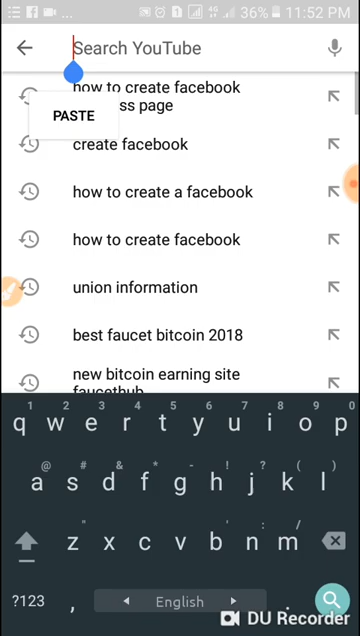 36% 11:52 PM
Search YouTube
how to create facebook
ss page
PASTE
create facebook
how to create a facebook
how to create facebook
union information
best faucet bitcoin 2018
new bitcoin earning site
faucethub
1 2 3 4 5 6 7 8 9 0
q w e r t y u i o p
@ # & * - ! ? ( )
a s d f g h j k l
" ' : /
z x c v b n m
?123 , English .
DU Recorder